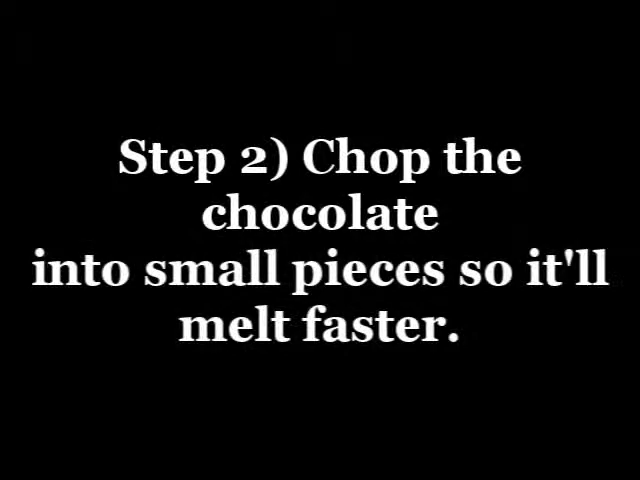 Step 2) Chop the
chocolate
into small pieces so it'll
melt faster.